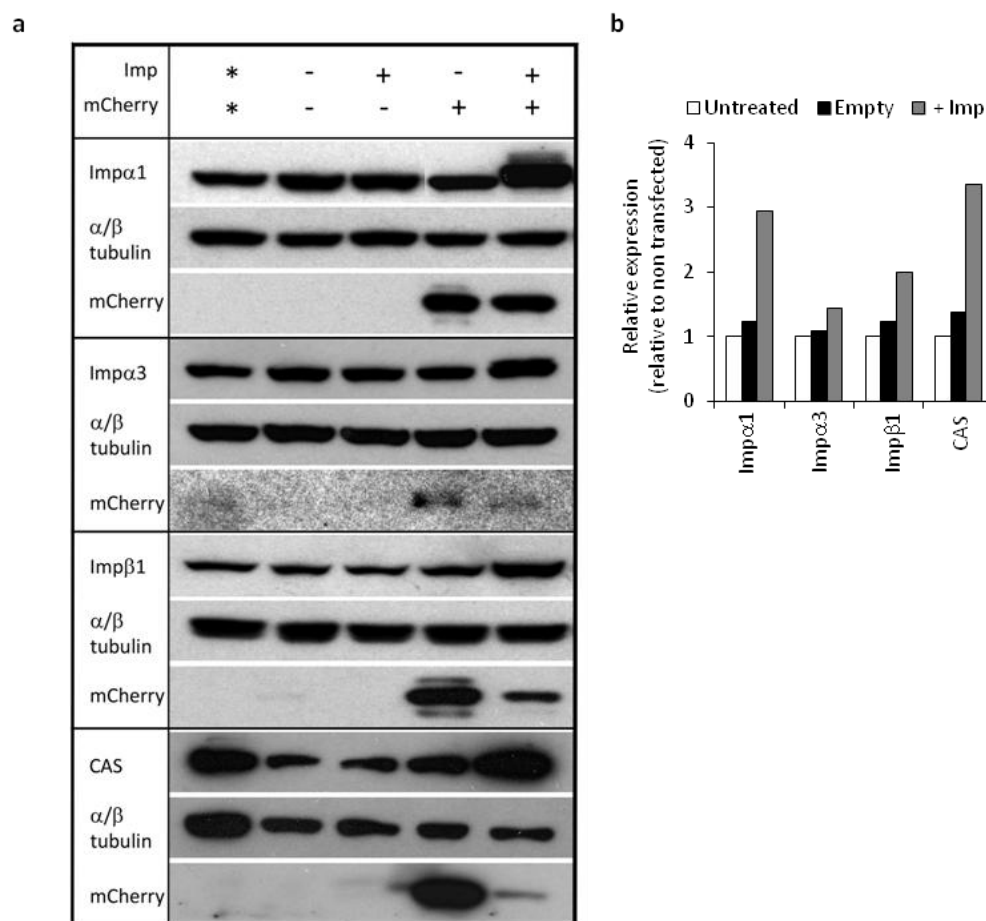 a
Imp * - + - +
mCherry * - - + +
Impα1
α/β
tubulin
mCherry
Impα3
α/β
tubulin
mCherry
Impβ1
α/β
tubulin
mCherry
CAS
α/β
tubulin
mCherry
b
Untreated Empty + Imp
Relative expression
(relative to non transfected)
4
3
2
1
0
Impα1
Impα3
Impβ1
CAS